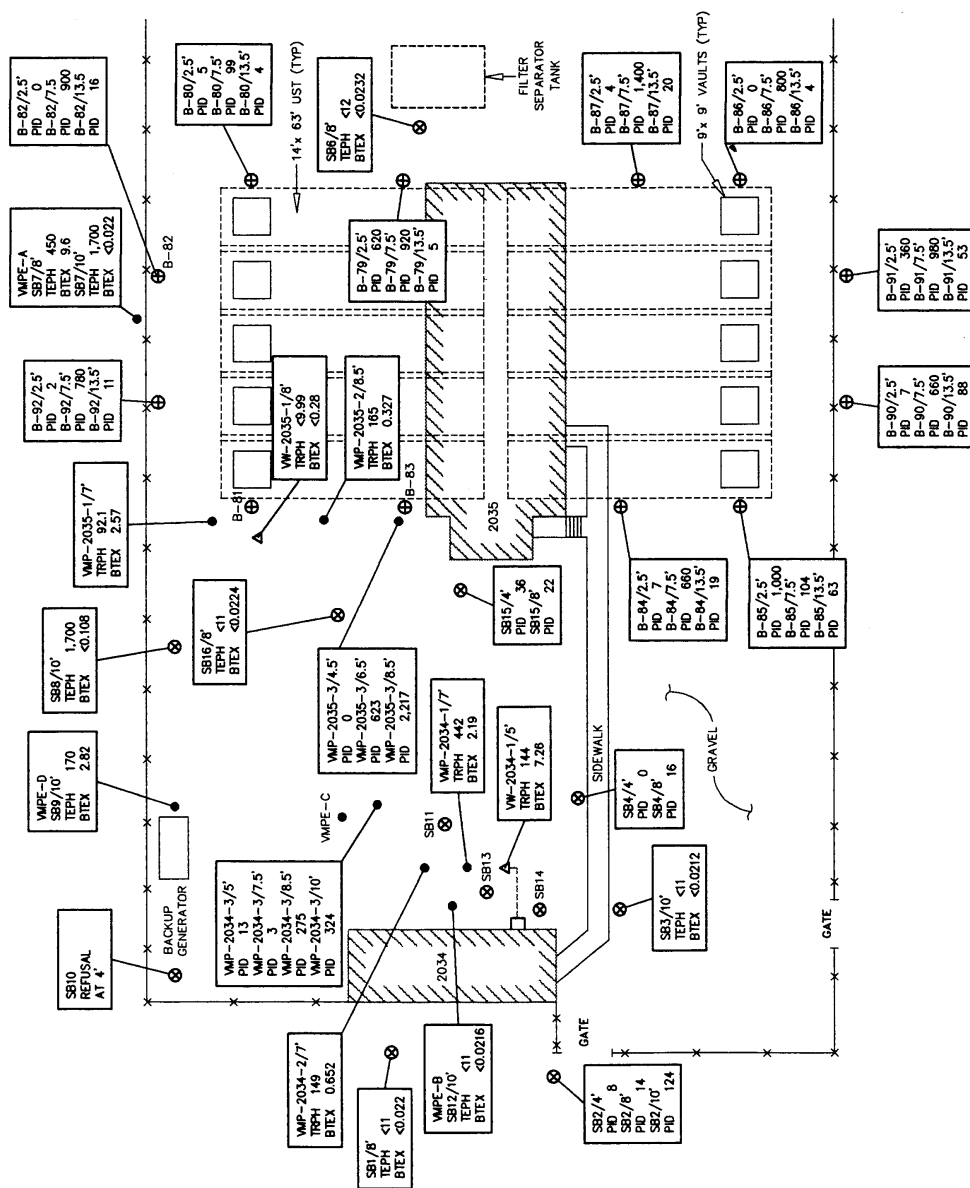 B-82/2.5'
PID 0
B-82/7.5
PID 900
B-82/13.5
PID 16
VMPE-A
SB7/8'
TEPH 450
BTEX 9.6
SB7/10'
TEPH 1,700
BTEX <0.022
B-82
B-92/2.5'
PID 2
B-92/7.5'
PID 780
B-92/13.5'
PID 11
VMP-2035-1/7'
TRPH 92.1
BTEX 2.57
SB8/10'
TEPH 1,700
BTEX <0.108
VMPE-D
SB9/10'
TEPH 170
BTEX 2.82
SB10
REFUSAL
AT 4'
BACKUP
GENERATOR
B-80/2.5'
PID 5
B-80/7.5'
PID 99
B-80/13.5'
PID 4
14'x 63' UST (TYP)
SB6/8'
TEPH <12
BTEX <0.0232
FILTER
SEPARATOR
TANK
B-79/2.5'
PID 620
B-79/7.5'
PID 920
B-79/13.5'
PID 5
VW-2035-1/8'
TRPH <9.99
BTEX <0.28
VMP-2035-2/8.5'
TRPH 165
BTEX 0.327
B-81
B-83
2035
SB16/8'
TEPH <11
BTEX <0.0224
VMP-2035-3/4.5'
PID 0
VMP-2035-3/6.5'
PID 623
VMP-2035-3/8.5'
PID 2,217
SB15/4'
PID 36
SB15/8'
PID 22
VMPE-C
VMP-2034-3/5'
PID 13
VMP-2034-3/7.5'
PID 3
VMP-2034-3/8.5'
PID 275
VMP-2034-3/10'
PID 324
SB11
VMP-2034-1/7'
TRPH 442
BTEX 2.19
VW-2034-1/5'
TRPH 144
BTEX 7.26
SB13
SB14
2034
VMP-2034-2/7'
TRPH 149
BTEX 0.652
SB1/8'
TEPH <11
BTEX <0.022
VMPE-B
SB12/10'
TEPH <11
BTEX <0.0216
B-87/2.5'
PID 4
B-87/7.5'
PID 1,400
B-87/13.5'
PID 20
9'x 9' VAULTS (TYP)
B-86/2.5'
PID 0
B-86/7.5'
PID 800
B-86/13.5'
PID 4
B-91/2.5'
PID 360
B-91/7.5'
PID 980
B-91/13.5'
PID 53
B-90/2.5'
PID 7
B-90/7.5'
PID 660
B-90/13.5'
PID 88
B-84/2.5'
PID 7
B-84/7.5'
PID 660
B-84/13.5'
PID 19
B-85/2.5'
PID 1,000
B-85/7.5'
PID 104
B-85/13.5'
PID 63
SIDEWALK
GRAVEL
SB4/4'
PID 0
SB4/8'
PID 16
SB3/10'
TEPH <11
BTEX <0.0212
GATE
GATE
SB2/4'
PID 8
SB2/8'
PID 14
SB2/10'
PID 124